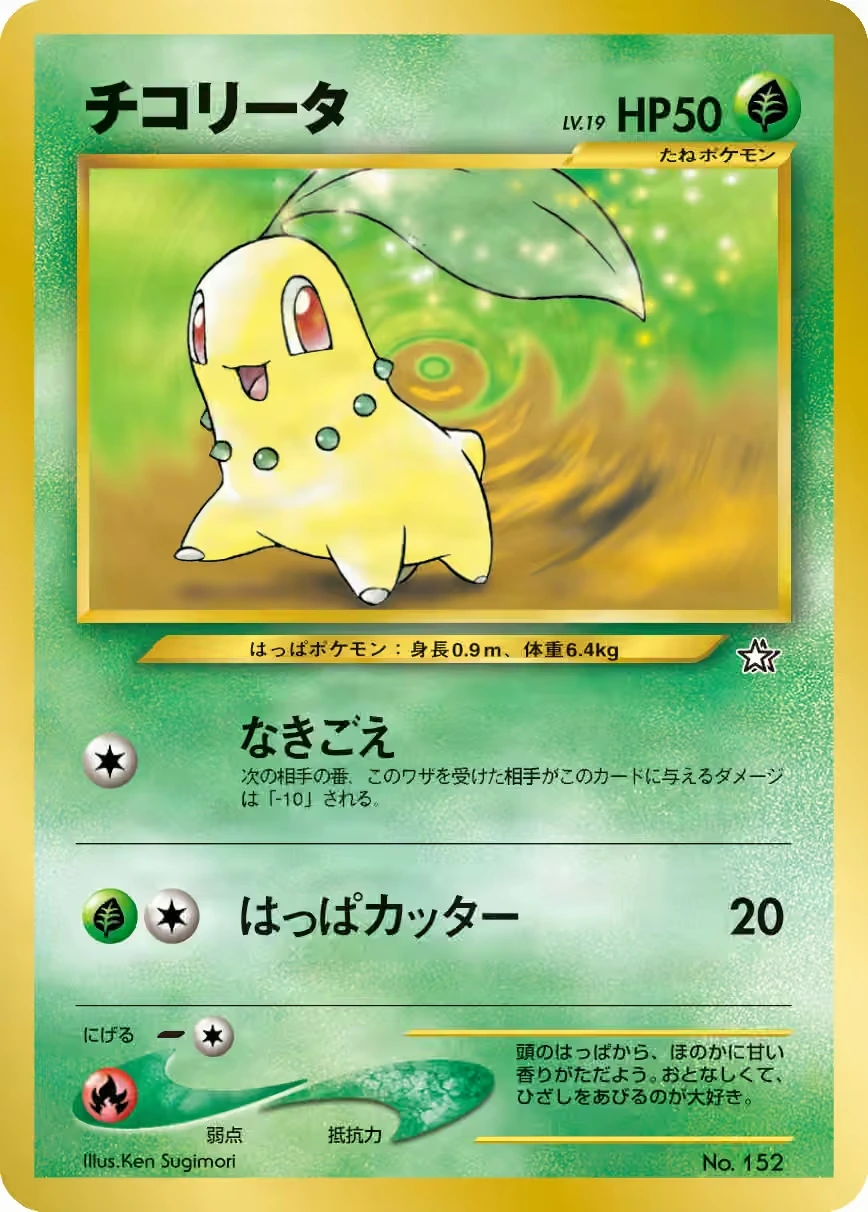 チコリータ
LV.19 HP50
たねポケモン
はっぱポケモン：身長0.9m、体重6.4kg
なきごえ
次の相手の番、このワザを受けた相手がこのカードに与えるダメージ
は「-10」される。
はっぱカッター 20
にげる
頭のはっぱから、ほのかに甘い
香りがただよう。おとなしくて、
ひざしをあびるのが大好き。
弱点 抵抗力
Illus.Ken Sugimori
No. 152